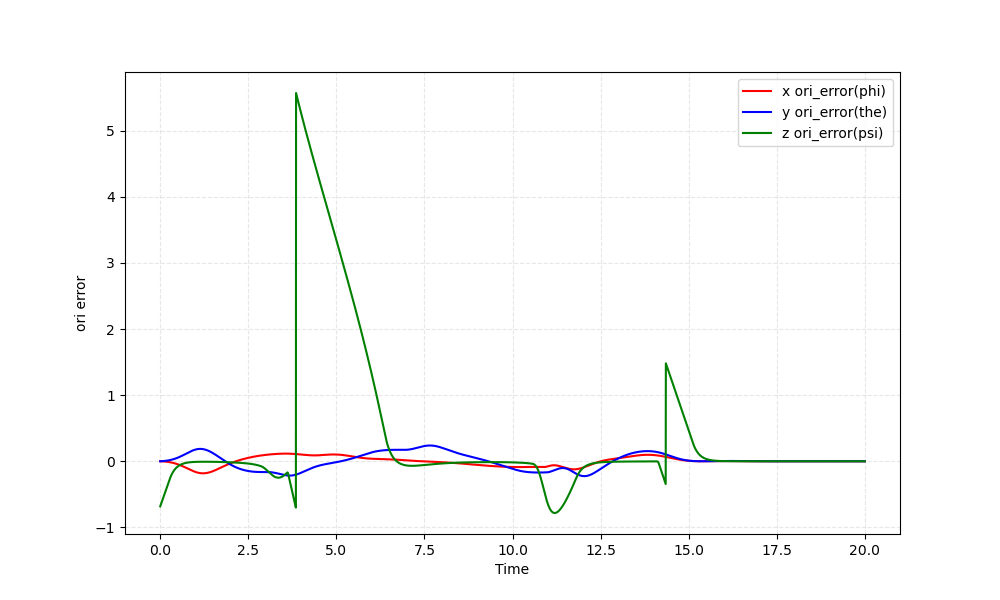 x ori_error(phi)
y ori_error(the)
z ori_error(psi)
ori error
5
4
3
2
1
0
−1
0.0 2.5 5.0 7.5 10.0 12.5 15.0 17.5 20.0
Time